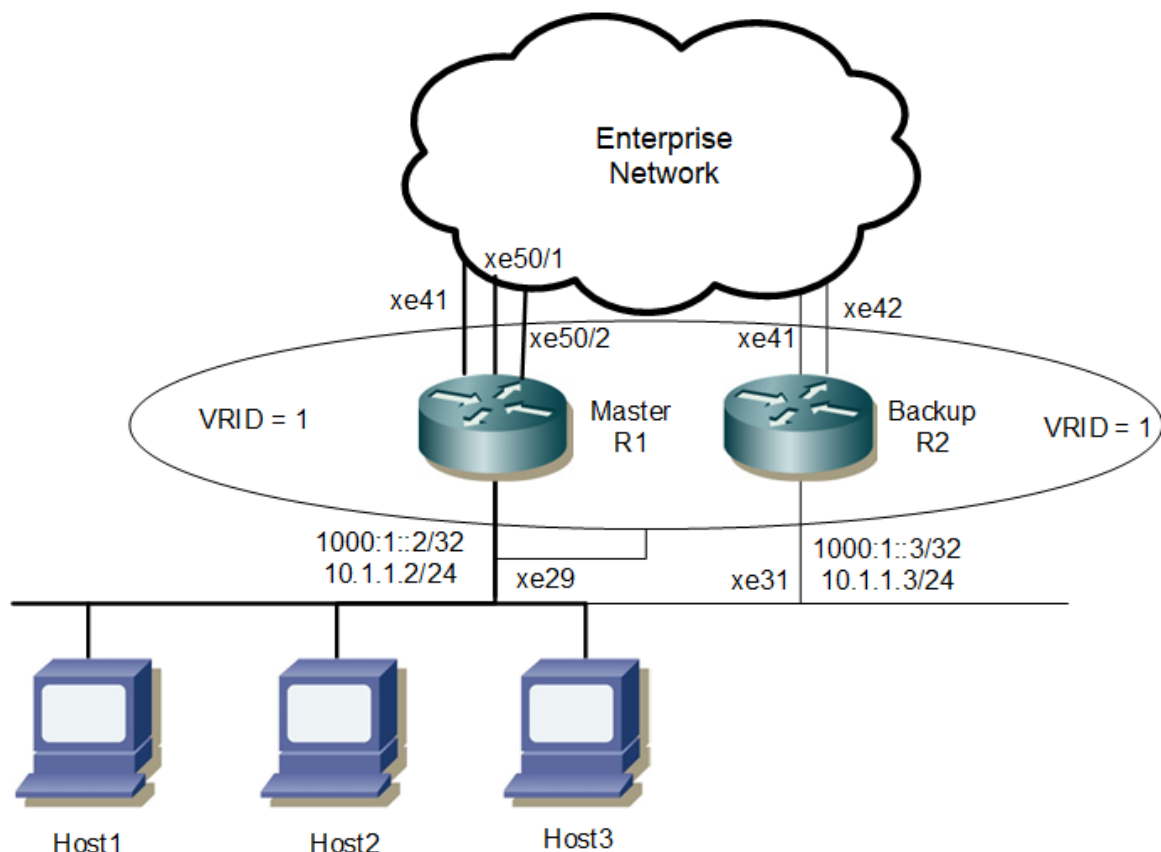 Enterprise
Network
xe50/1
xe41
xe50/2
xe41
xe42
VRID = 1
Master
R1
Backup
R2
VRID = 1
1000:1::2/32
10.1.1.2/24
xe29
1000:1::3/32
10.1.1.3/24
xe31
Host1
Host2
Host3